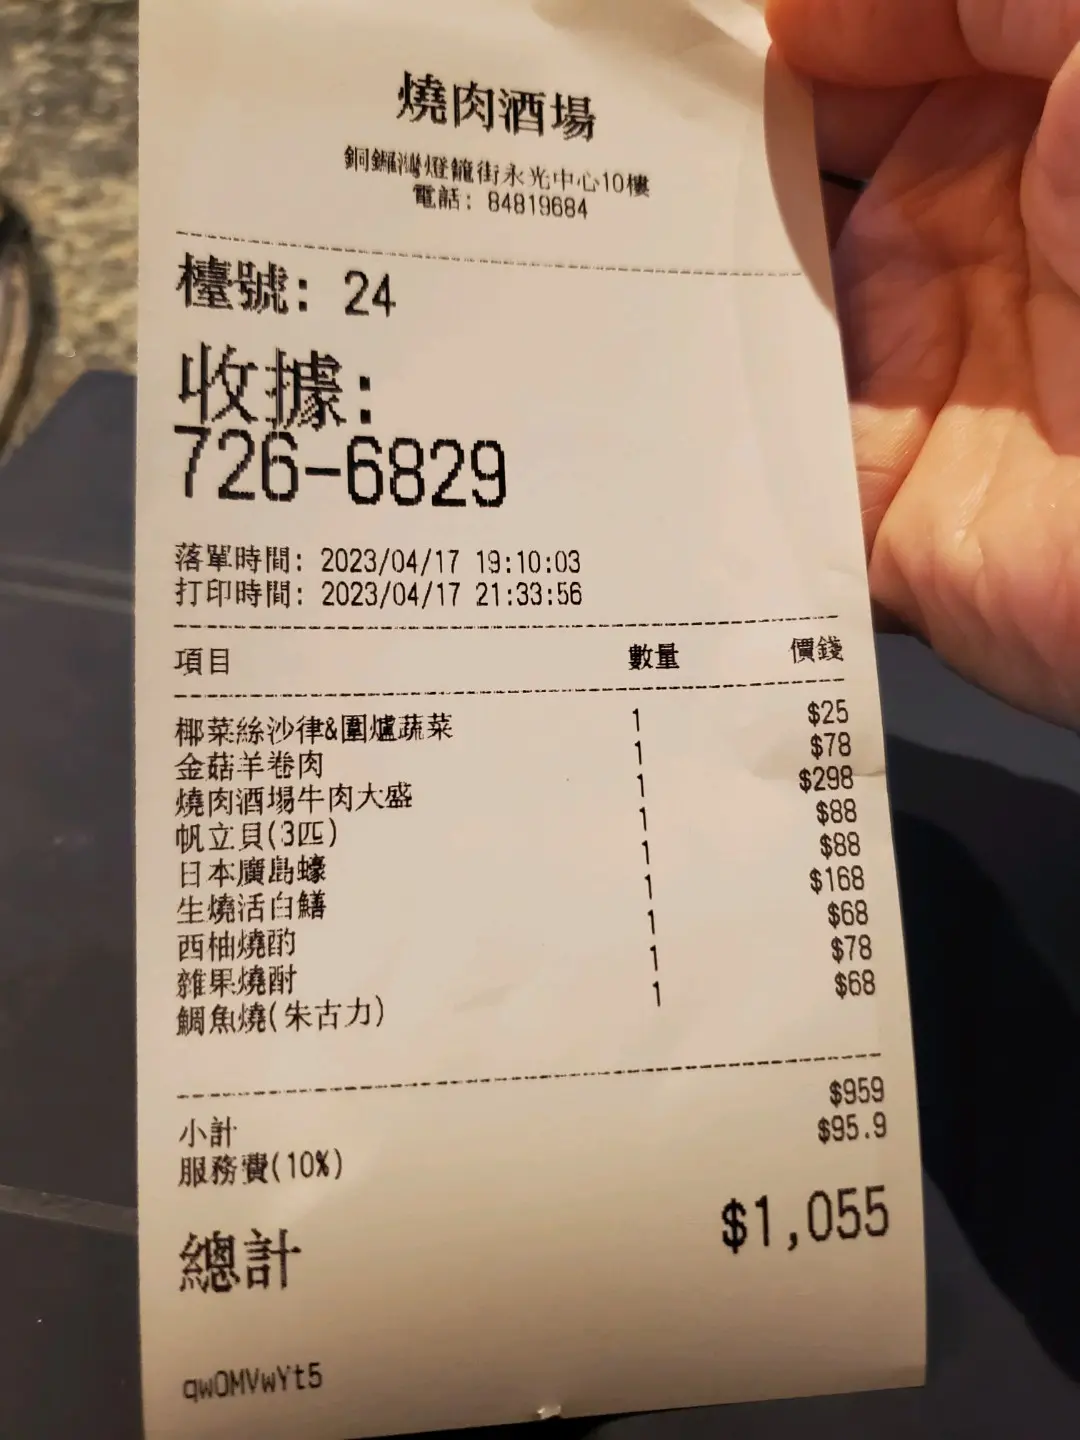 燒肉酒場
銅鑼灣燈籠街永光中心10樓
電話: 84819684
檯號: 24
收據:
726-6829
落單時間: 2023/04/17 19:10:03
打印時間: 2023/04/17 21:33:56
項目 數量 價錢
椰菜絲沙律&圍爐蔬菜 1 $25
金菇羊卷肉 1 $78
燒肉酒場牛肉大盛 1 $298
帆立貝(3匹) 1 $88
日本廣島蠔 1 $88
生燒活白鱔 1 $168
西柚燒酌 1 $68
雜果燒酎 1 $78
鯛魚燒(朱古力) 1 $68
小計 $959
服務費(10%) $95.9
總計 $1,055
qwOMVwYt5